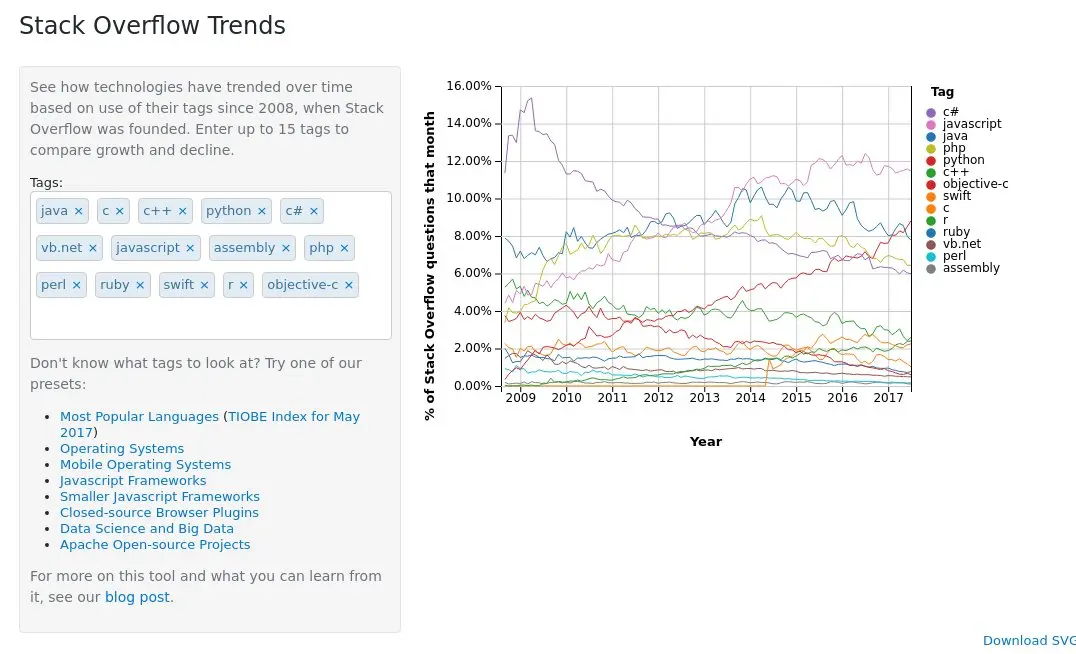 Stack Overflow Trends
See how technologies have trended over time
based on use of their tags since 2008, when Stack
Overflow was founded. Enter up to 15 tags to
compare growth and decline.
Tags:
java × c × c++ × python × c# ×
vb.net × javascript × assembly × php ×
perl × ruby × swift × r × objective-c ×
Don't know what tags to look at? Try one of our
presets:
• Most Popular Languages (TIOBE Index for May
2017)
• Operating Systems
• Mobile Operating Systems
• Javascript Frameworks
• Smaller Javascript Frameworks
• Closed-source Browser Plugins
• Data Science and Big Data
• Apache Open-source Projects
For more on this tool and what you can learn from
it, see our blog post.
% of Stack Overflow questions that month
16.00%
14.00%
12.00%
10.00%
8.00%
6.00%
4.00%
2.00%
0.00%
2009 2010 2011 2012 2013 2014 2015 2016 2017
Year
Tag
c#
javascript
java
php
python
c++
objective-c
swift
c
r
ruby
vb.net
perl
assembly
Download SVG